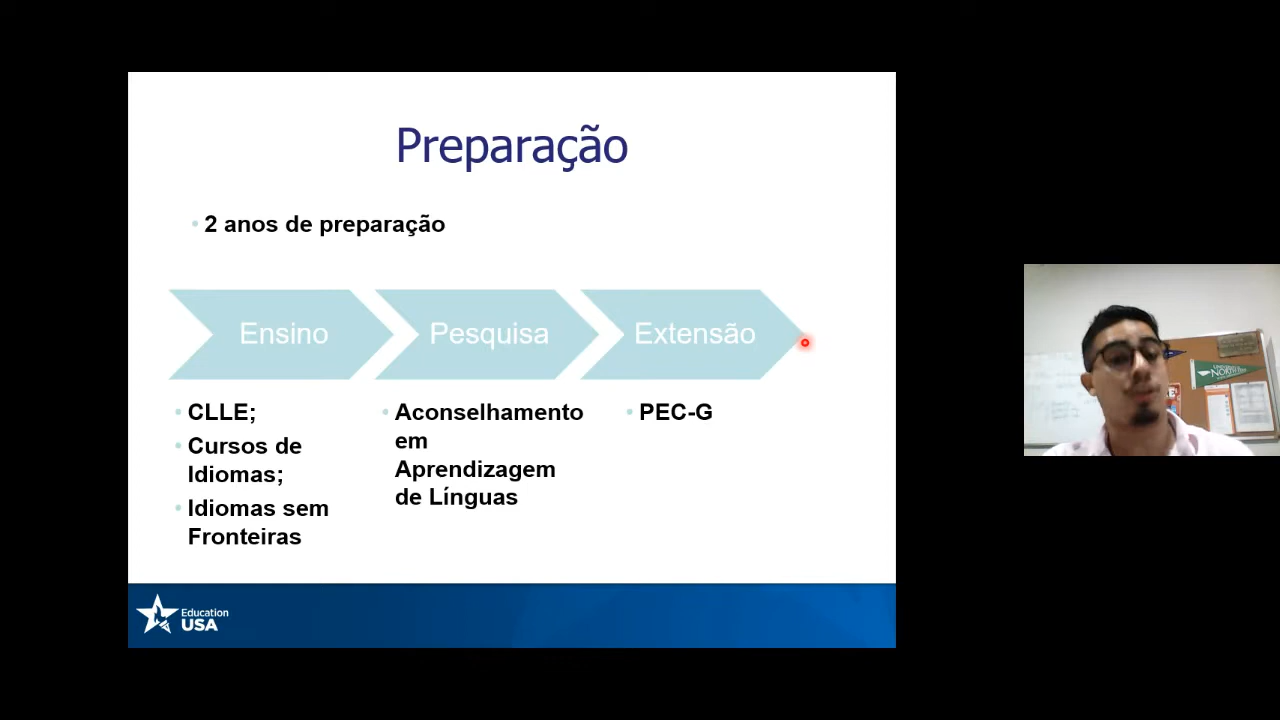 Preparação
• 2 anos de preparação
Ensino
Pesquisa
Extensão
• CLLE;
• Cursos de
Idiomas;
• Idiomas sem
Fronteiras
• Aconselhamento
em
Aprendizagem
de Línguas
• PEC-G
Education
USA